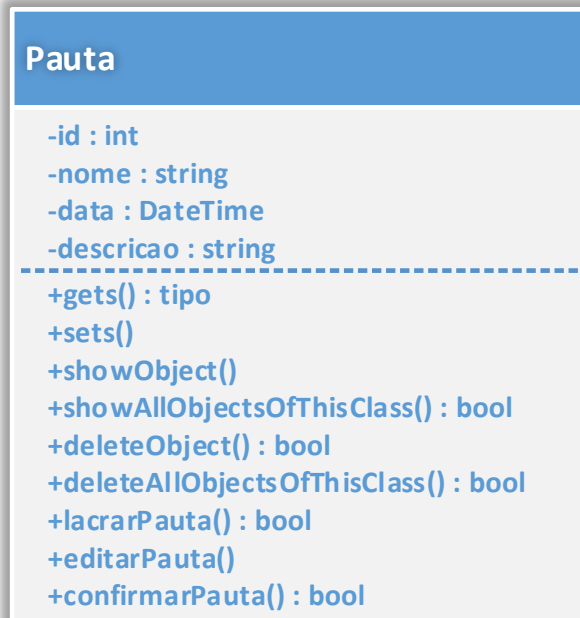 Pauta
-id : int
-nome : string
-data : DateTime
-descricao : string
+gets() : tipo
+sets()
+showObject()
+showAllObjectsOfThisClass() : bool
+deleteObject() : bool
+deleteAllObjectsOfThisClass() : bool
+lacrarPauta() : bool
+editarPauta()
+confirmarPauta() : bool